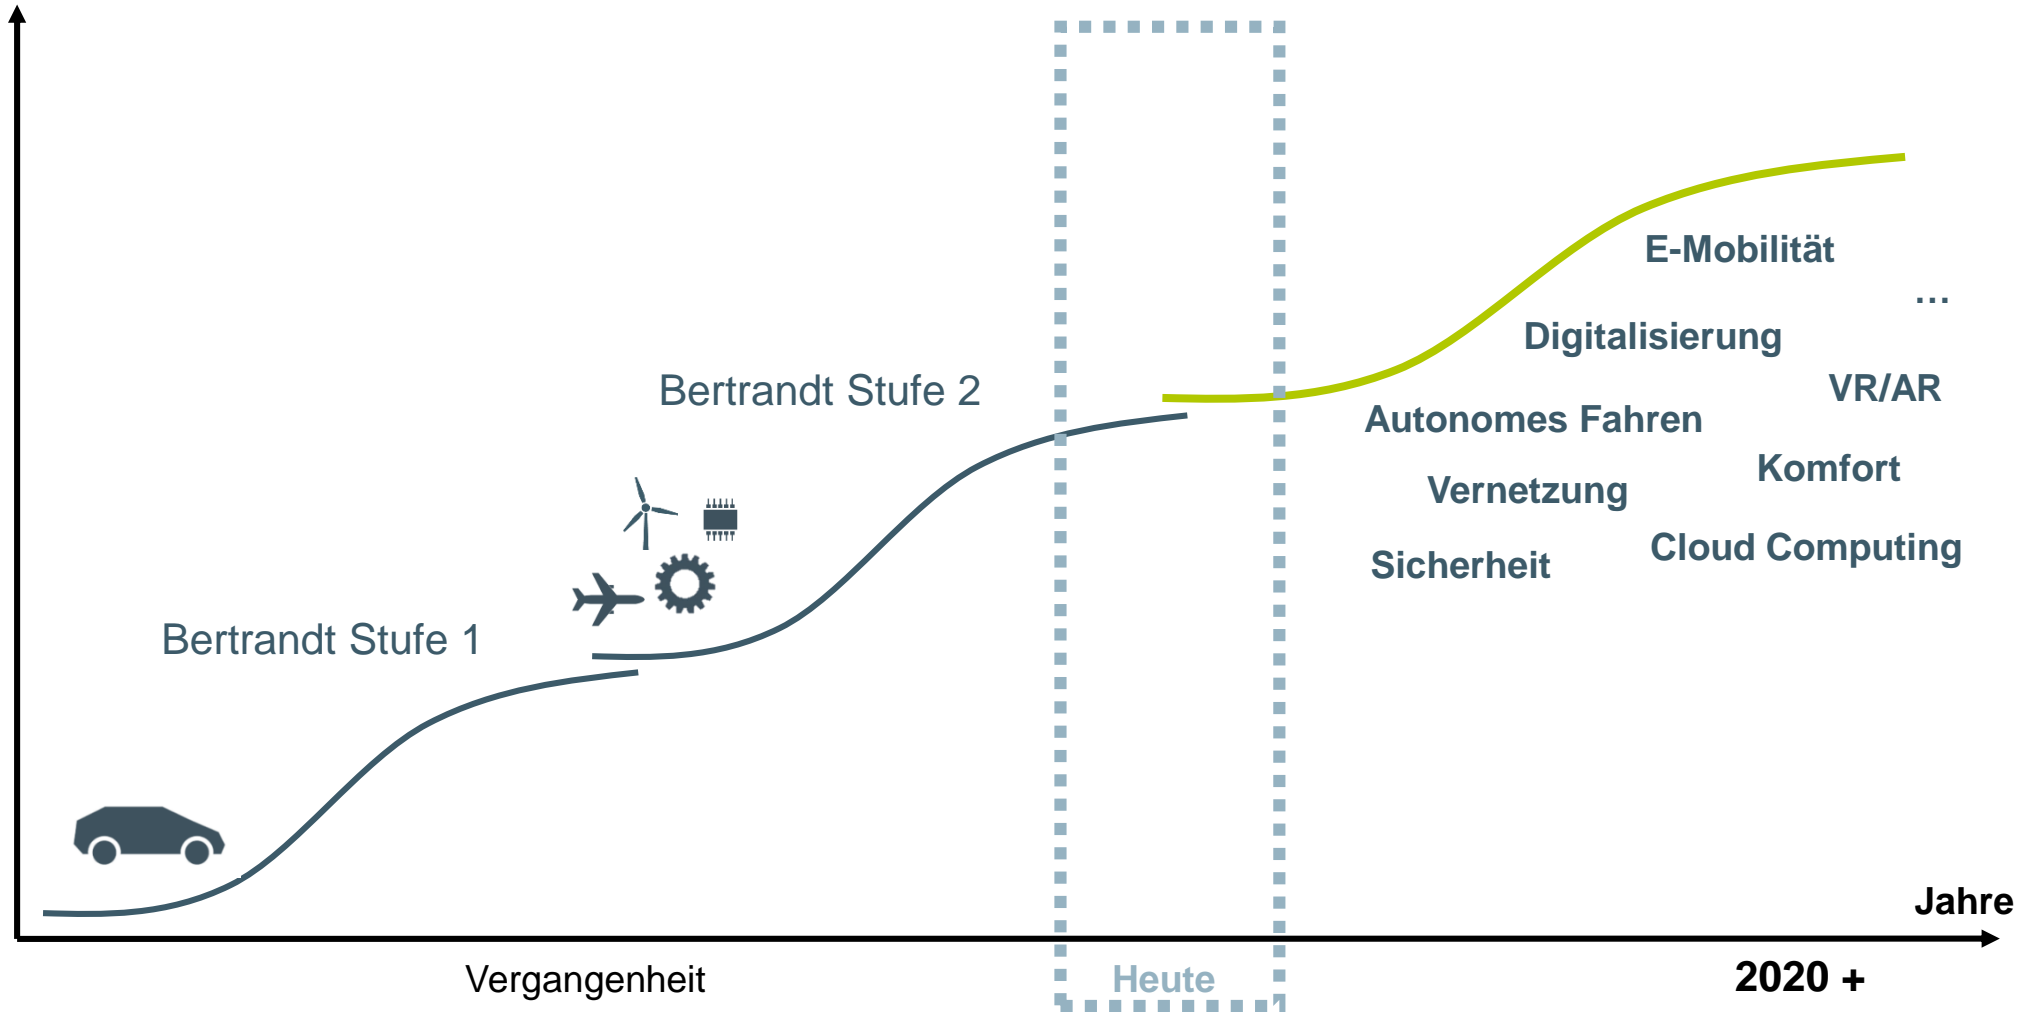 E-Mobilität
…
Digitalisierung
Bertrandt Stufe 2
VR/AR
Autonomes Fahren
Komfort
Vernetzung
Cloud Computing
Sicherheit
Bertrandt Stufe 1
Jahre
Vergangenheit
Heute
2020 +